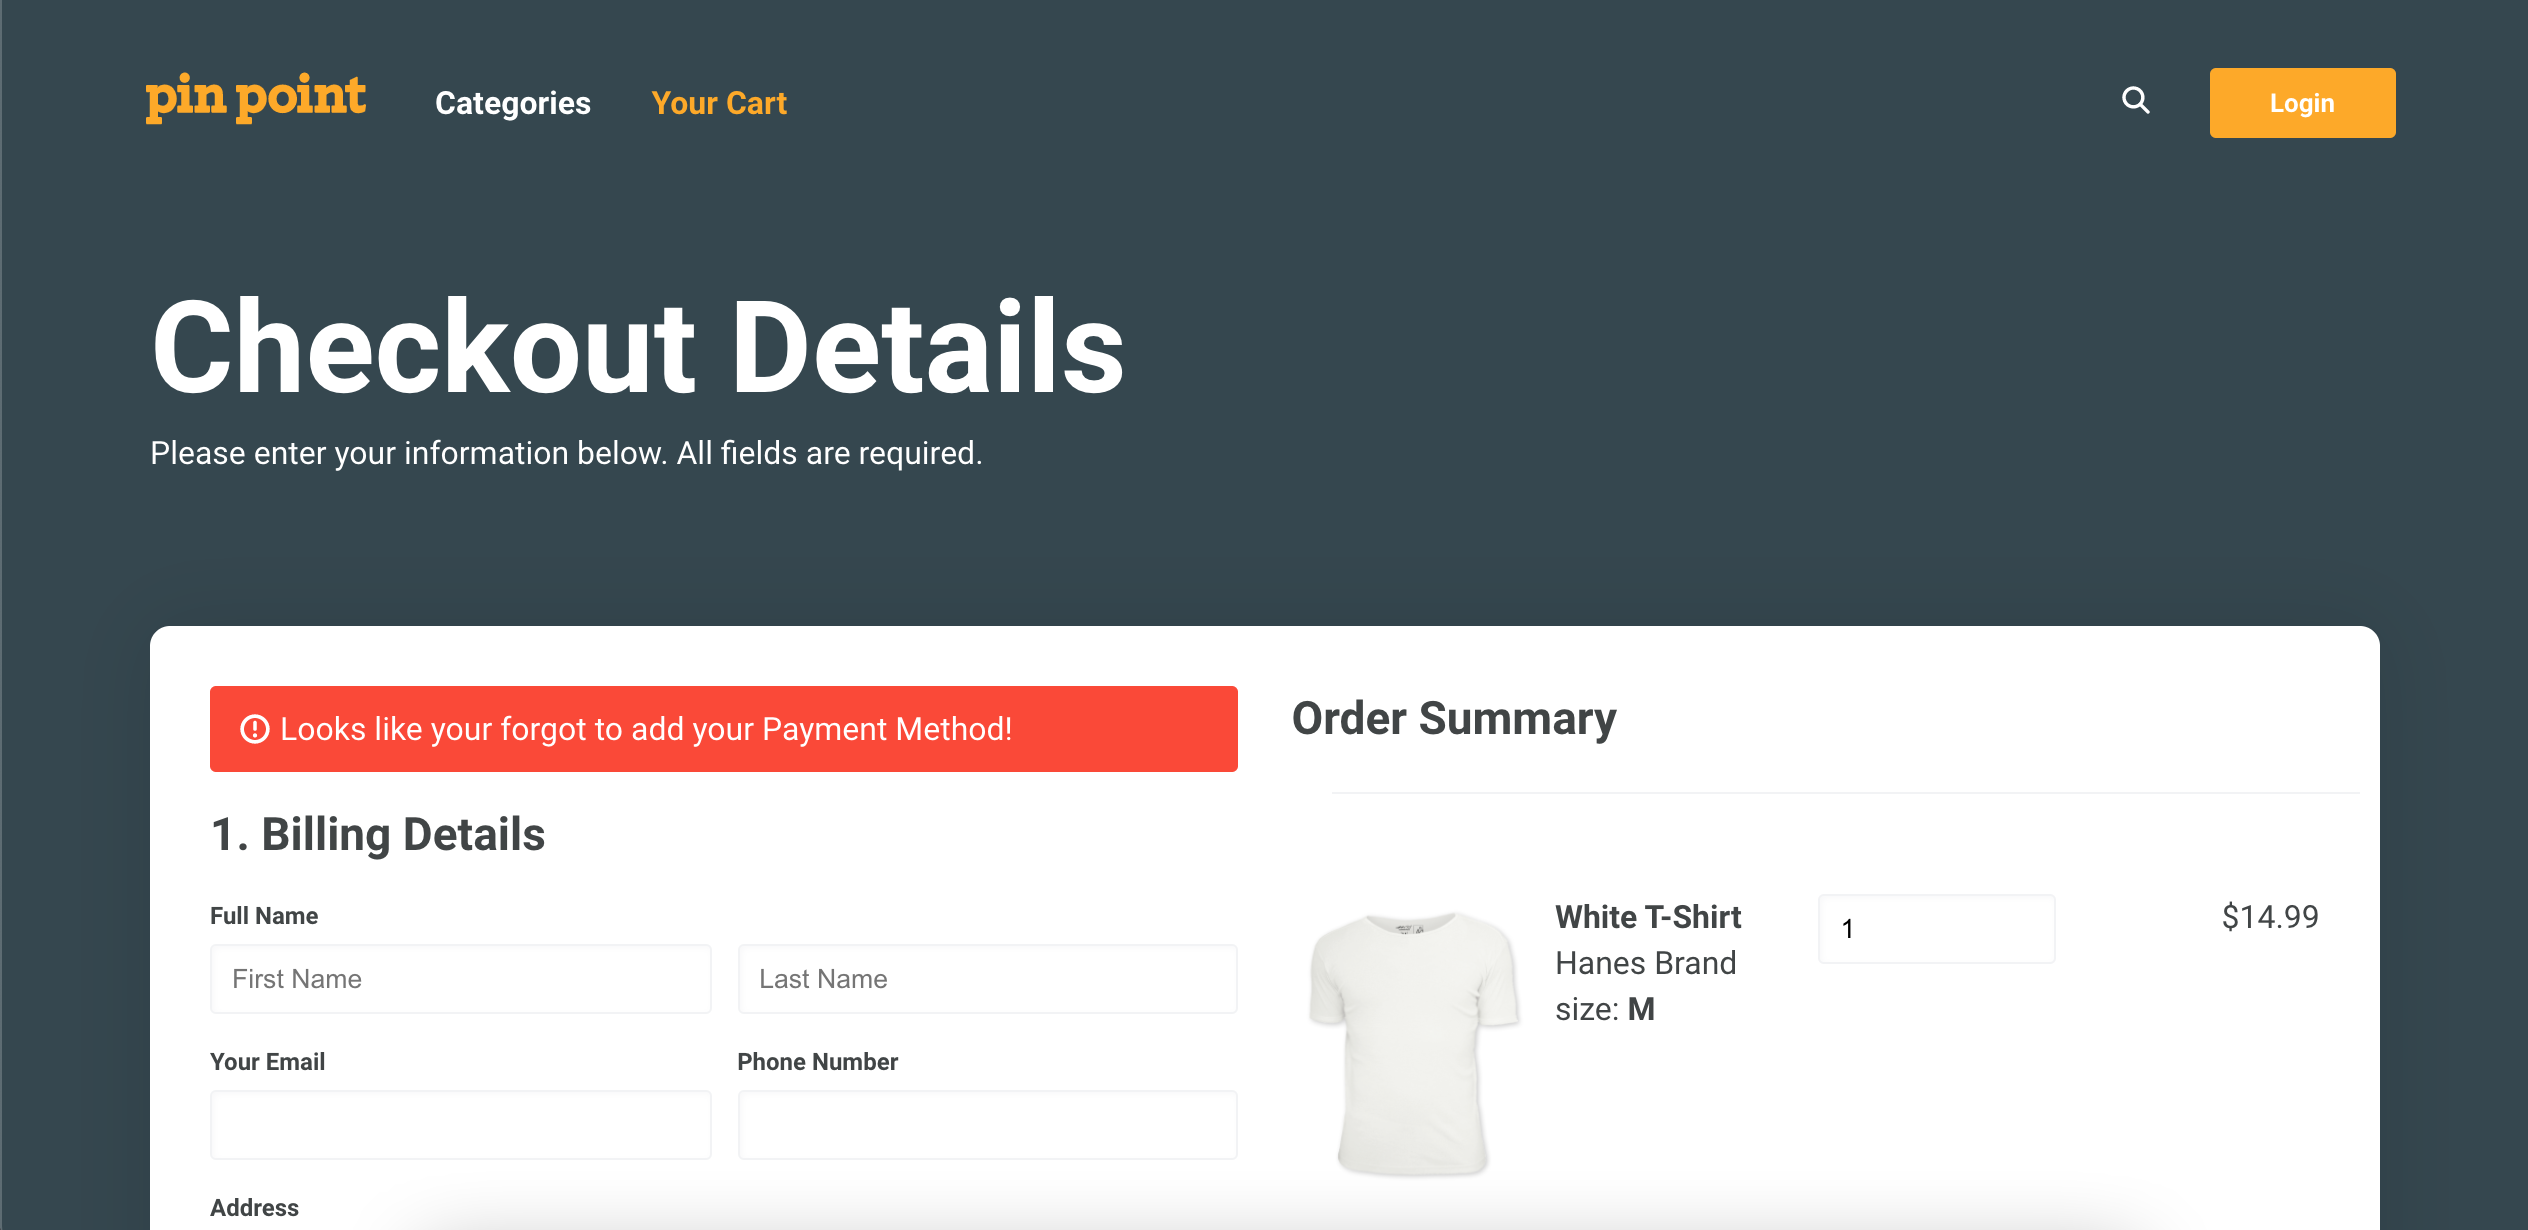 pin point
Categories
Your Cart
Login
Checkout Details
Please enter your information below. All fields are required.
Looks like your forgot to add your Payment Method!
1. Billing Details
Full Name
First Name
Last Name
Your Email
Phone Number
Address
Order Summary
White T-Shirt
Hanes Brand
size: M
1
$14.99